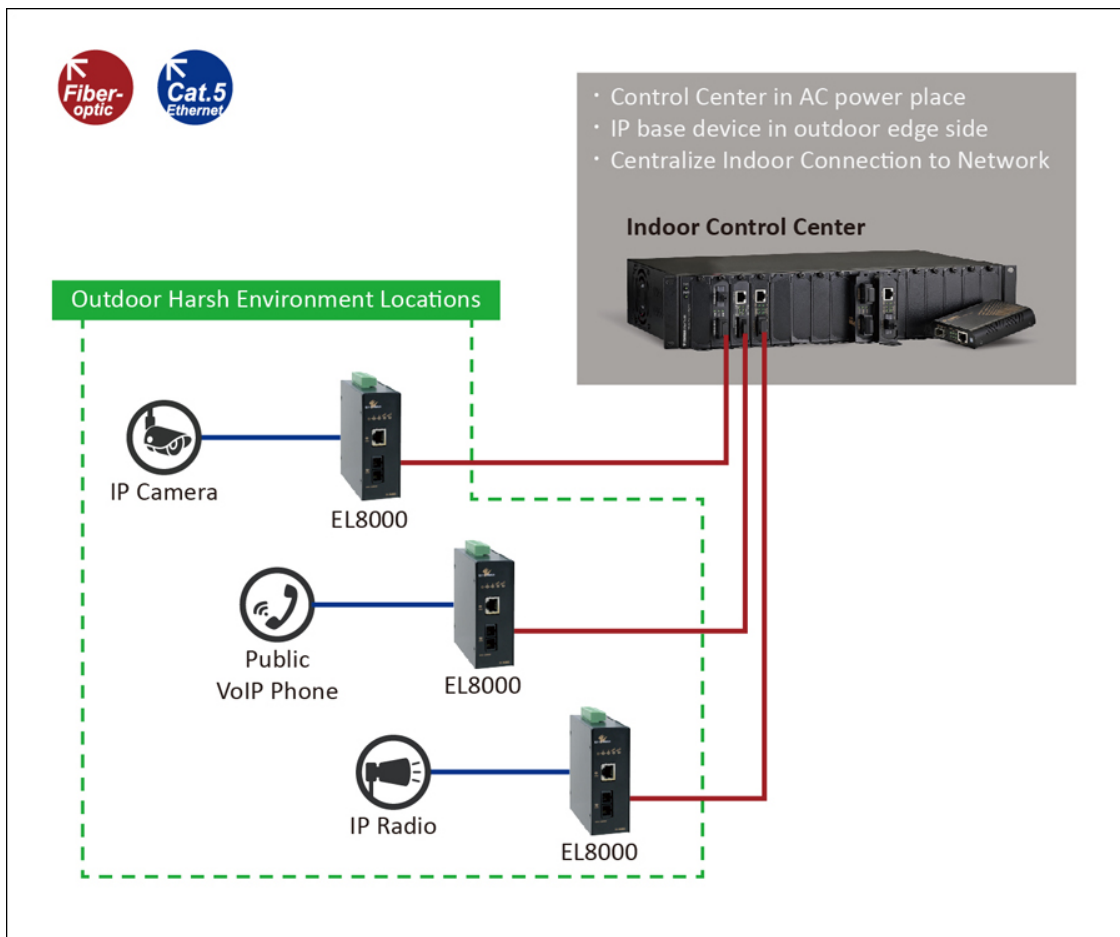 Fiber-
optic
Cat.5
Ethernet
· Control Center in AC power place
· IP base device in outdoor edge side
· Centralize Indoor Connection to Network
Indoor Control Center
Outdoor Harsh Environment Locations
IP Camera
EL8000
Public
VoIP Phone
EL8000
IP Radio
EL8000